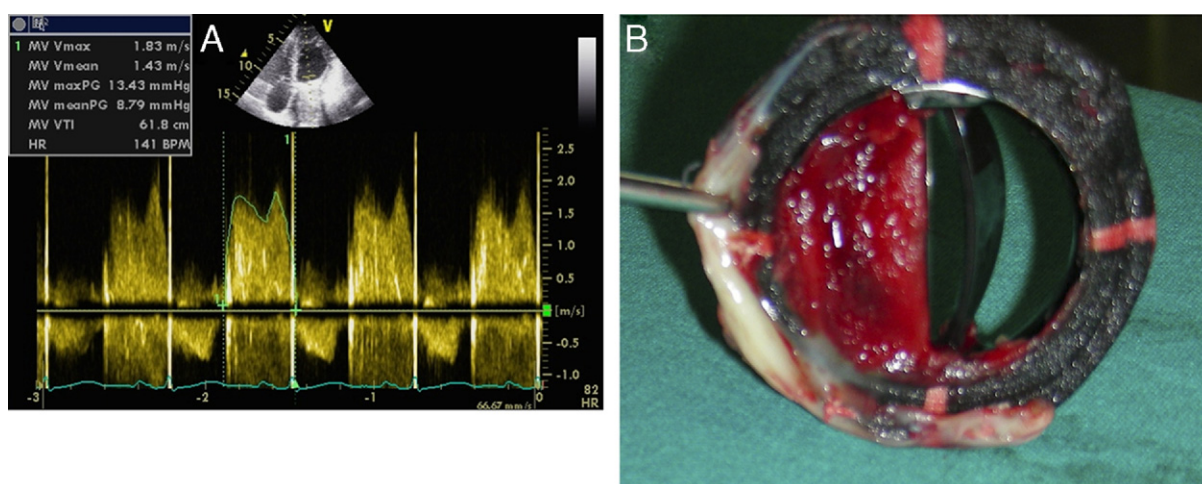 1 MV Vmax 1.83 m/s
MV Vmean 1.43 m/s
MV maxPG 13.43 mmHg
MV meanPG 8.79 mmHg
MV VTI 61.8 cm
HR 141 BPM
A
V
5
10
15
1
2.5
2.0
1.5
1.0
0.5
[m/s]
-0.5
-1.0
-3
-2
-1
0
66.67 mm/s
82
HR
B